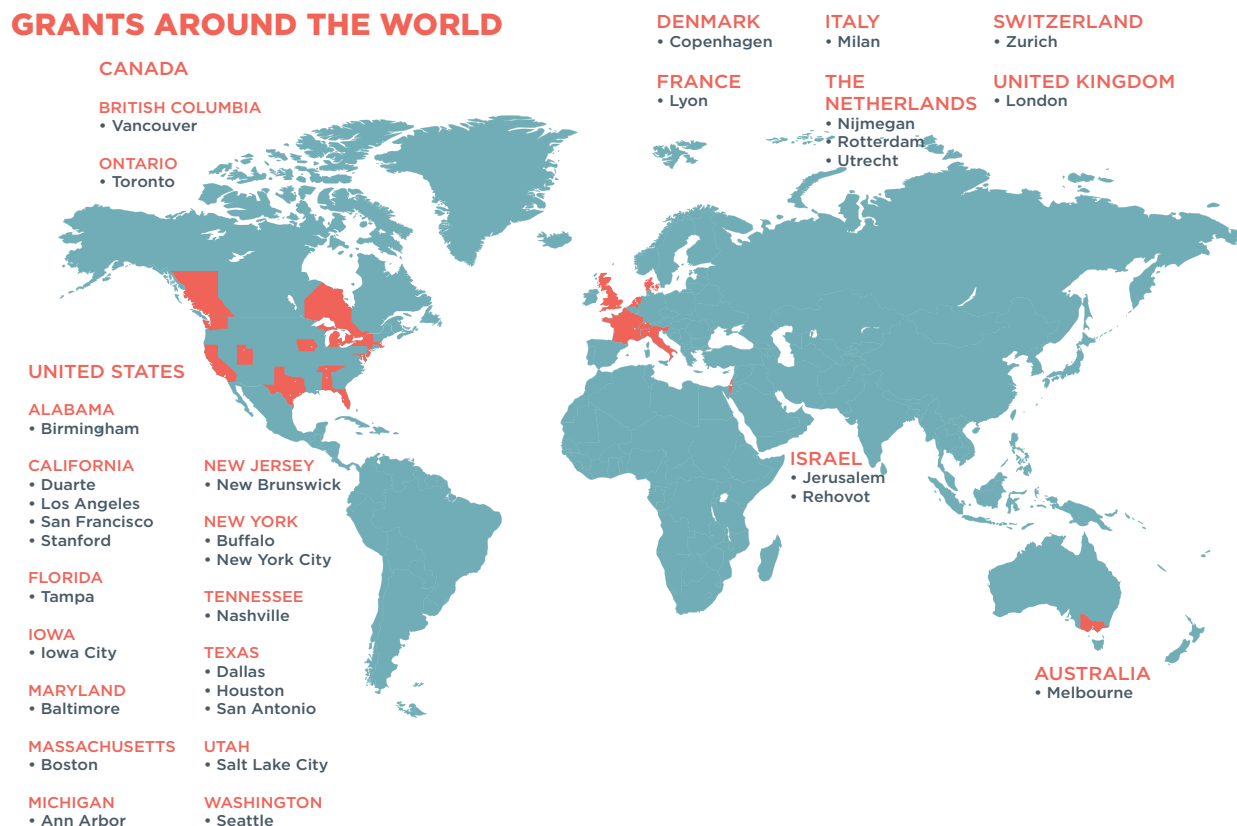 GRANTS AROUND THE WORLD
CANADA
BRITISH COLUMBIA
• Vancouver
ONTARIO
• Toronto
DENMARK
• Copenhagen
FRANCE
• Lyon
ITALY
• Milan
THE
NETHERLANDS
• Nijmegan
• Rotterdam
• Utrecht
SWITZERLAND
• Zurich
UNITED KINGDOM
• London
UNITED STATES
ALABAMA
• Birmingham
CALIFORNIA
• Duarte
• Los Angeles
• San Francisco
• Stanford
FLORIDA
• Tampa
IOWA
• Iowa City
MARYLAND
• Baltimore
MASSACHUSETTS
• Boston
MICHIGAN
• Ann Arbor
NEW JERSEY
• New Brunswick
NEW YORK
• Buffalo
• New York City
TENNESSEE
• Nashville
TEXAS
• Dallas
• Houston
• San Antonio
UTAH
• Salt Lake City
WASHINGTON
• Seattle
ISRAEL
• Jerusalem
• Rehovot
AUSTRALIA
• Melbourne